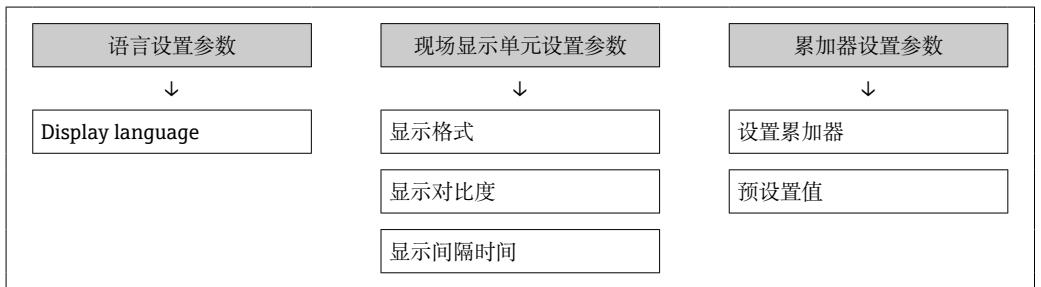 语言设置参数
现场显示单元设置参数
累加器设置参数
Display language
显示格式
设置累加器
显示对比度
预设置值
显示间隔时间